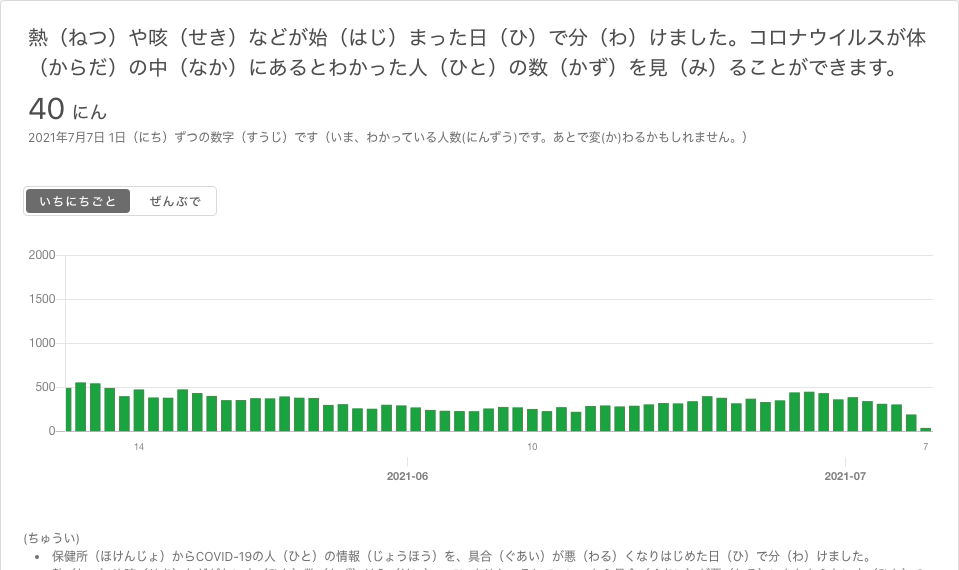 熱（ねつ）や咳（せき）などが始（はじ）まった日（ひ）で分（わ）けました。コロナウイルスが体
（からだ）の中（なか）にあるとわかった人（ひと）の数（かず）を見（み）ることができます。
40 にん
2021年7月7日 1日（にち）ずつの数字（すうじ）です（いま、わかっている人数(にんずう)です。あとで変(か)わるかもしれません。）
いちにちごと ぜんぶで
2000
1500
1000
500
0
14 10 7
2021-06 2021-07
(ちゅうい)
• 保健所（ほけんじょ）からCOVID-19の人（ひと）の情報（じょうほう）を、具合（ぐあい）が悪（わる）くなりはじめた日（ひ）で分（わ）けました。